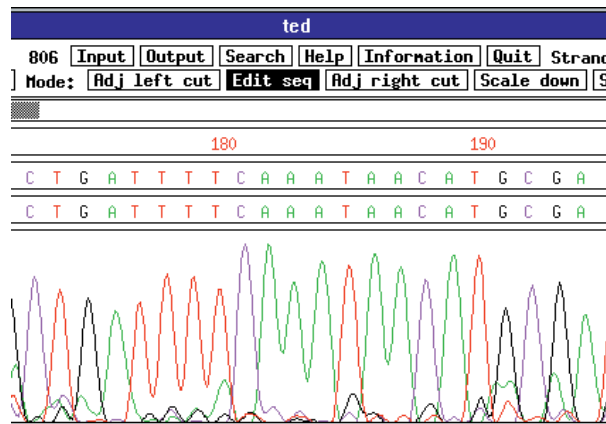 ted
806 Input Output Search Help Information Quit Strand
Mode: Adj left cut Edit seq Adj right cut Scale down
180 190
C T G A T T T T C A A A T A A C A T G C G A
C T G A T T T T C A A A T A A C A T G C G A